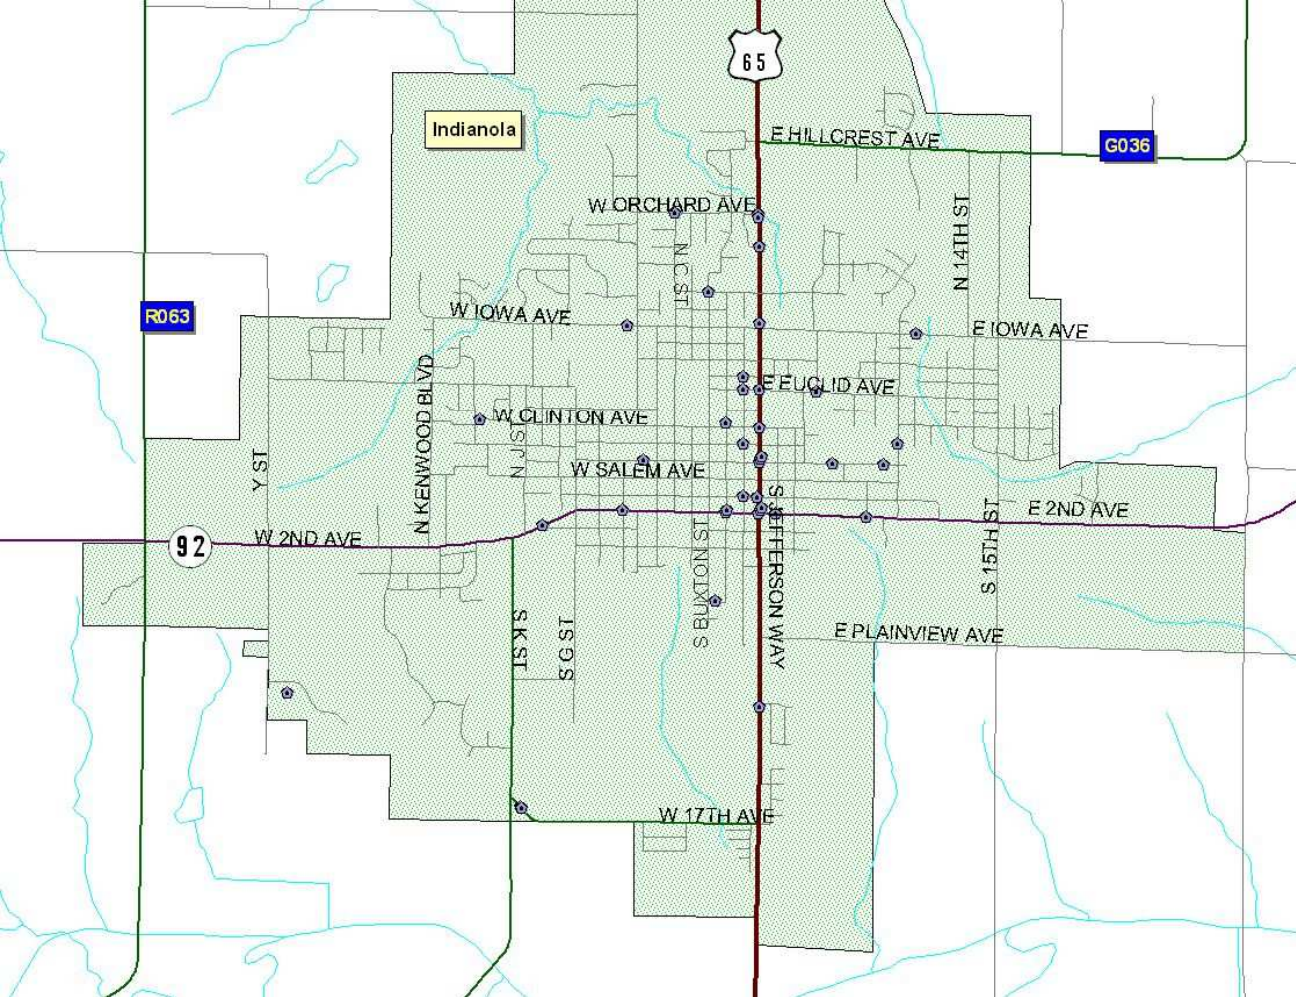 65
Indianola
E HILLCREST AVE
G036
W ORCHARD AVE
N 14TH ST
N C ST
R063
W IOWA AVE
E IOWA AVE
N KENWOOD BLVD
E EUCLID AVE
W CLINTON AVE
N J ST
Y ST
W SALEM AVE
S JEFFERSON WAY
E 2ND AVE
92
W 2ND AVE
S BUXTON ST
S 15TH ST
S K ST
S G ST
E PLAINVIEW AVE
W 17TH AVE